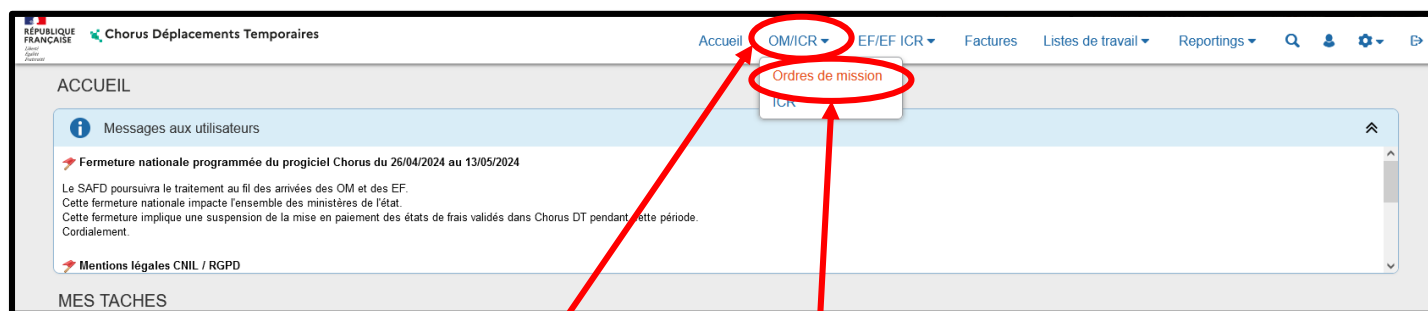 RÉPUBLIQUE
FRANÇAISE
Liberté
Égalité
Fraternité
Chorus Déplacements Temporaires
Accueil OM/ICR EF/EF ICR Factures Listes de travail Reportings
Ordres de mission
ICR
ACCUEIL
Messages aux utilisateurs
Fermeture nationale programmée du progiciel Chorus du 26/04/2024 au 13/05/2024
Le SAFD poursuivra le traitement au fil des arrivées des OM et des EF.
Cette fermeture nationale impacte l'ensemble des ministères de l'état.
Cette fermeture implique une suspension de la mise en paiement des états de frais validés dans Chorus DT pendant cette période.
Cordialement.
Mentions légales CNIL / RGPD
MES TACHES